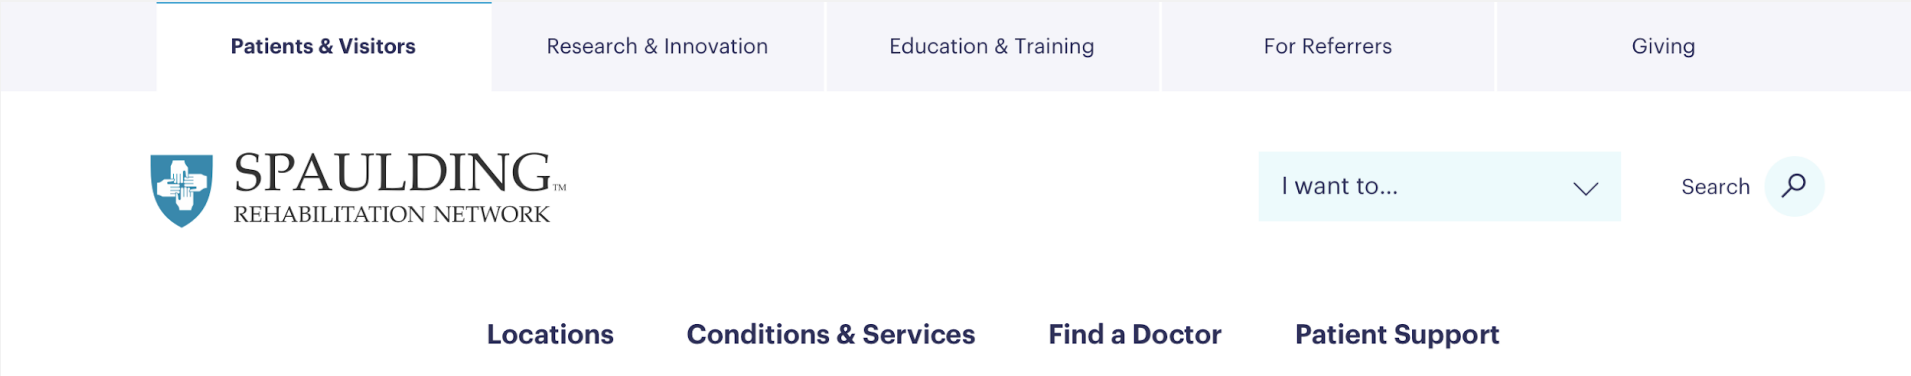 Patients & Visitors Research & Innovation Education & Training For Referrers Giving
SPAULDING™
REHABILITATION NETWORK
I want to...
Search
Locations Conditions & Services Find a Doctor Patient Support